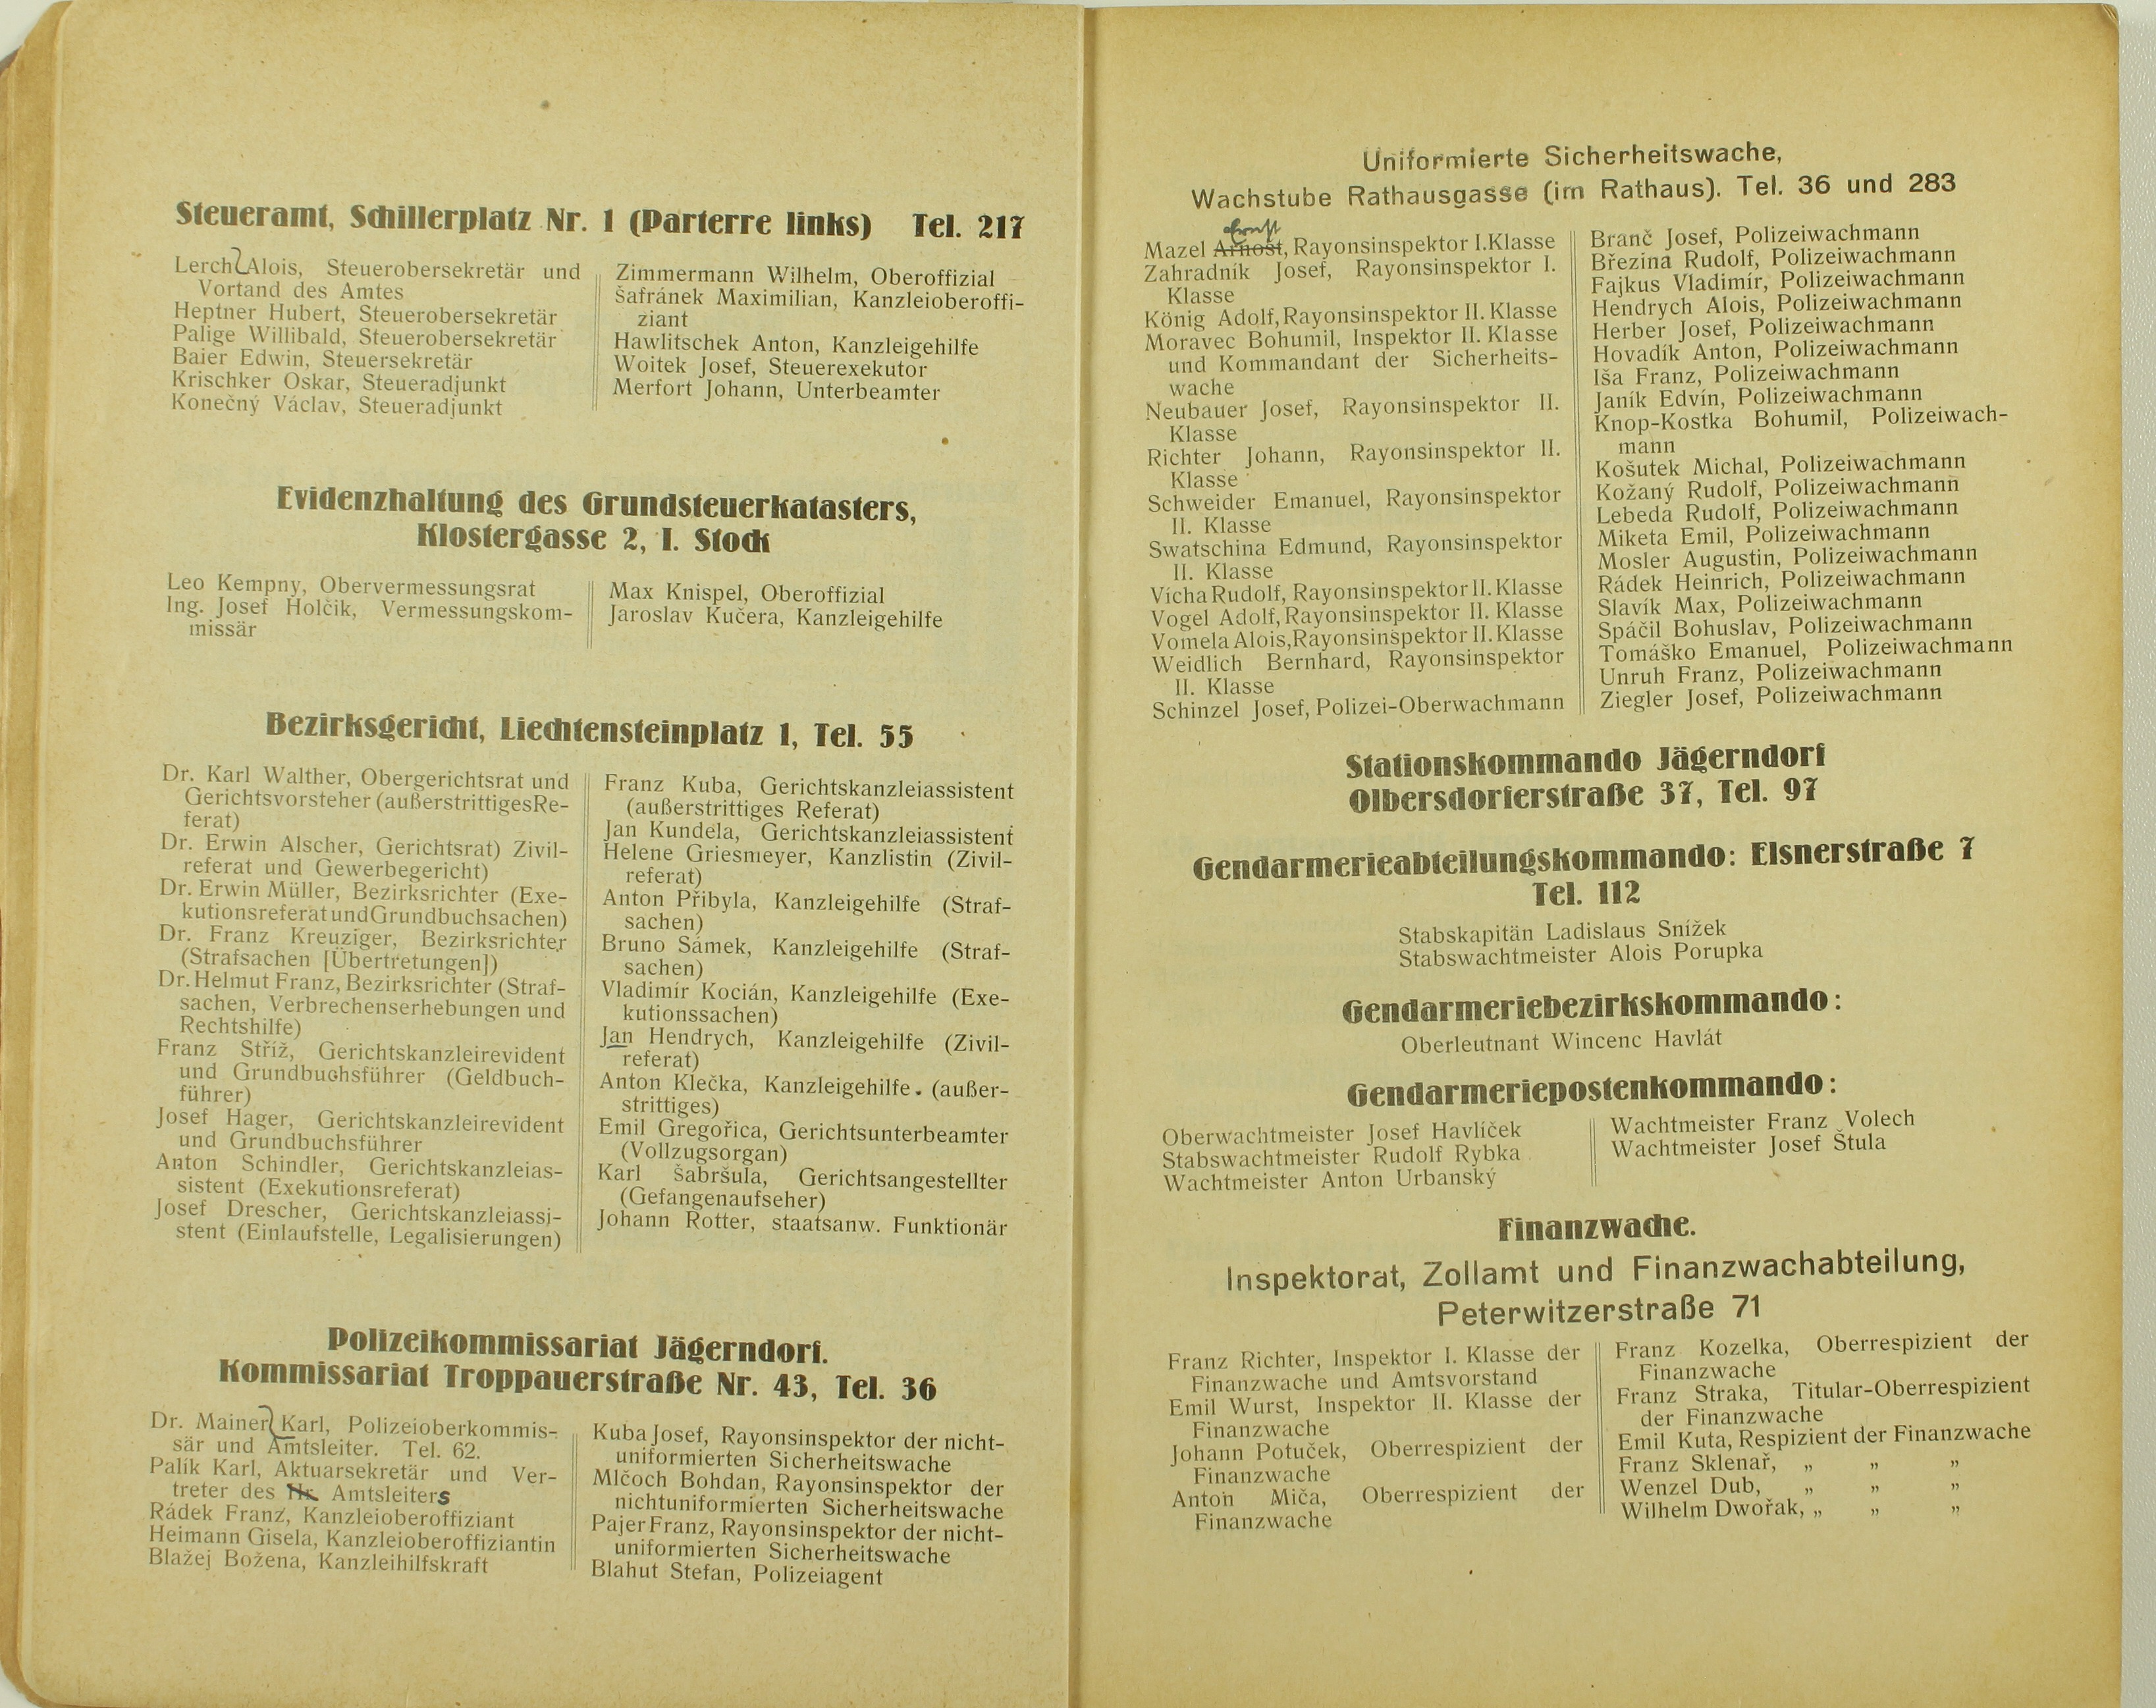 Steueramt, Schillerplatz Nr. 1 (Parterre links) Tel. 217
Lerch Alois, Steuerobersekretär und
Vortand des Amtes
Heptner Hubert, Steuerobersekretär
Palige Willibald, Steuerobersekretär
Baier Edwin, Steuersekretär
Krischker Oskar, Steueradjunkt
Konečný Václav, Steueradjunkt
Zimmermann Wilhelm, Oberoffizial
Šafránek Maximilian, Kanzleioberoffi-
ziant
Hawlitschek Anton, Kanzleigehilfe
Woitek Josef, Steuerexekutor
Merfort Johann, Unterbeamter
Evidenzhaltung des Grundsteuerkatasters,
Klostergasse 2, I. Stock
Leo Kempny, Obervermessungsrat
Ing. Josef Holčik, Vermessungskom-
missär
Max Knispel, Oberoffizial
Jaroslav Kučera, Kanzleigehilfe
Bezirksgericht, Liechtensteinplatz 1, Tel. 55
Dr. Karl Walther, Obergerichtsrat und
Gerichtsvorsteher (außerstrittigesRe-
ferat)
Dr. Erwin Alscher, Gerichtsrat) Zivil-
referat und Gewerbegericht)
Dr. Erwin Müller, Bezirksrichter (Exe-
kutionsreferat und Grundbuchsachen)
Dr. Franz Kreuziger, Bezirksrichter
(Strafsachen [Übertretungen])
Dr. Helmut Franz, Bezirksrichter (Straf-
sachen, Verbrechenserhebungen und
Rechtshilfe)
Franz Stříž, Gerichtskanzleirevident
und Grundbuchsführer (Geldbuch-
führer)
Josef Hager, Gerichtskanzleirevident
und Grundbuchsführer
Anton Schindler, Gerichtskanzleias-
sistent (Exekutionsreferat)
Josef Drescher, Gerichtskanzleiassi-
stent (Einlaufstelle, Legalisierungen)
Franz Kuba, Gerichtskanzleiassistent
(außerstrittiges Referat)
Jan Kundela, Gerichtskanzleiassistent
Helene Griesmeyer, Kanzlistin (Zivil-
referat)
Anton Přibyla, Kanzleigehilfe (Straf-
sachen)
Bruno Sámek, Kanzleigehilfe (Straf-
sachen)
Vladimír Kocián, Kanzleigehilfe (Exe-
kutionssachen)
Jan Hendrych, Kanzleigehilfe (Zivil-
referat)
Anton Klečka, Kanzleigehilfe. (außer-
strittiges)
Emil Gregořica, Gerichtsunterbeamter
(Vollzugsorgan)
Karl Šabršula, Gerichtsangestellter
(Gefangenaufseher)
Johann Rotter, staatsanw. Funktionär
Polizeikommissariat Jägerndorf.
Kommissariat Troppauerstraße Nr. 43, Tel. 36
Dr. Mainer Karl, Polizeioberkommis-
sär und Amtsleiter. Tel. 62.
Palík Karl, Aktuarsekretär und Ver-
treter des Amtsleiters
Rádek Franz, Kanzleioberoffiziant
Heimann Gisela, Kanzleioberoffiziantin
Blažej Božena, Kanzleihilfskraft
Kuba Josef, Rayonsinspektor der nicht-
uniformierten Sicherheitswache
Mlčoch Bohdan, Rayonsinspektor der
nichtuniformierten Sicherheitswache
Pajer Franz, Rayonsinspektor der nicht-
uniformierten Sicherheitswache
Blahut Stefan, Polizeiagent
Uniformierte Sicherheitswache,
Wachstube Rathausgasse (im Rathaus). Tel. 36 und 283
Ernst
Mazel Arnošt, Rayonsinspektor I.Klasse
Zahradník Josef, Rayonsinspektor I.
Klasse
König Adolf, Rayonsinspektor II. Klasse
Moravec Bohumil, Inspektor II. Klasse
und Kommandant der Sicherheits-
wache
Neubauer Josef, Rayonsinspektor II.
Klasse
Richter Johann, Rayonsinspektor II.
Klasse
Schweider Emanuel, Rayonsinspektor
II. Klasse
Swatschina Edmund, Rayonsinspektor
II. Klasse
Vícha Rudolf, Rayonsinspektor II. Klasse
Vogel Adolf, Rayonsinspektor II. Klasse
Vomela Alois, Rayonsinspektor II. Klasse
Weidlich Bernhard, Rayonsinspektor
II. Klasse
Schinzel Josef, Polizei-Oberwachmann
Branč Josef, Polizeiwachmann
Březina Rudolf, Polizeiwachmann
Fajkus Vladimír, Polizeiwachmann
Hendrych Alois, Polizeiwachmann
Herber Josef, Polizeiwachmann
Hovadík Anton, Polizeiwachmann
Iša Franz, Polizeiwachmann
Janík Edvín, Polizeiwachmann
Knop-Kostka Bohumil, Polizeiwach-
mann
Košutek Michal, Polizeiwachmann
Kožaný Rudolf, Polizeiwachmann
Lebeda Rudolf, Polizeiwachmann
Miketa Emil, Polizeiwachmann
Mosler Augustin, Polizeiwachmann
Rádek Heinrich, Polizeiwachmann
Slavík Max, Polizeiwachmann
Spáčil Bohuslav, Polizeiwachmann
Tomáško Emanuel, Polizeiwachmann
Unruh Franz, Polizeiwachmann
Ziegler Josef, Polizeiwachmann
Stationskommando Jägerndorf
Olbersdorferstraße 37, Tel. 97
Gendarmerieabteilungskommando: Elsnerstraße 7
Tel. 112
Stabskapitän Ladislaus Snížek
Stabswachtmeister Alois Porupka
Gendarmeriebezirkskommando:
Oberleutnant Wincenc Havlát
Gendarmeriepostenkommando:
Oberwachtmeister Josef Havlíček
Stabswachtmeister Rudolf Rybka
Wachtmeister Anton Urbanský
Wachtmeister Franz Volech
Wachtmeister Josef Štula
Finanzwache.
Inspektorat, Zollamt und Finanzwachabteilung,
Peterwitzerstraße 71
Franz Richter, Inspektor I. Klasse der
Finanzwache und Amtsvorstand
Emil Wurst, Inspektor II. Klasse der
Finanzwache
Johann Potuček, Oberrespizient der
Finanzwache
Anton Miča, Oberrespizient der
Finanzwache
Franz Kozelka, Oberrespizient der
Finanzwache
Franz Straka, Titular-Oberrespizient
der Finanzwache
Emil Kuta, Respizient der Finanzwache
Franz Sklenař, „ „ „
Wenzel Dub, „ „ „
Wilhelm Dwořak, „ „ „